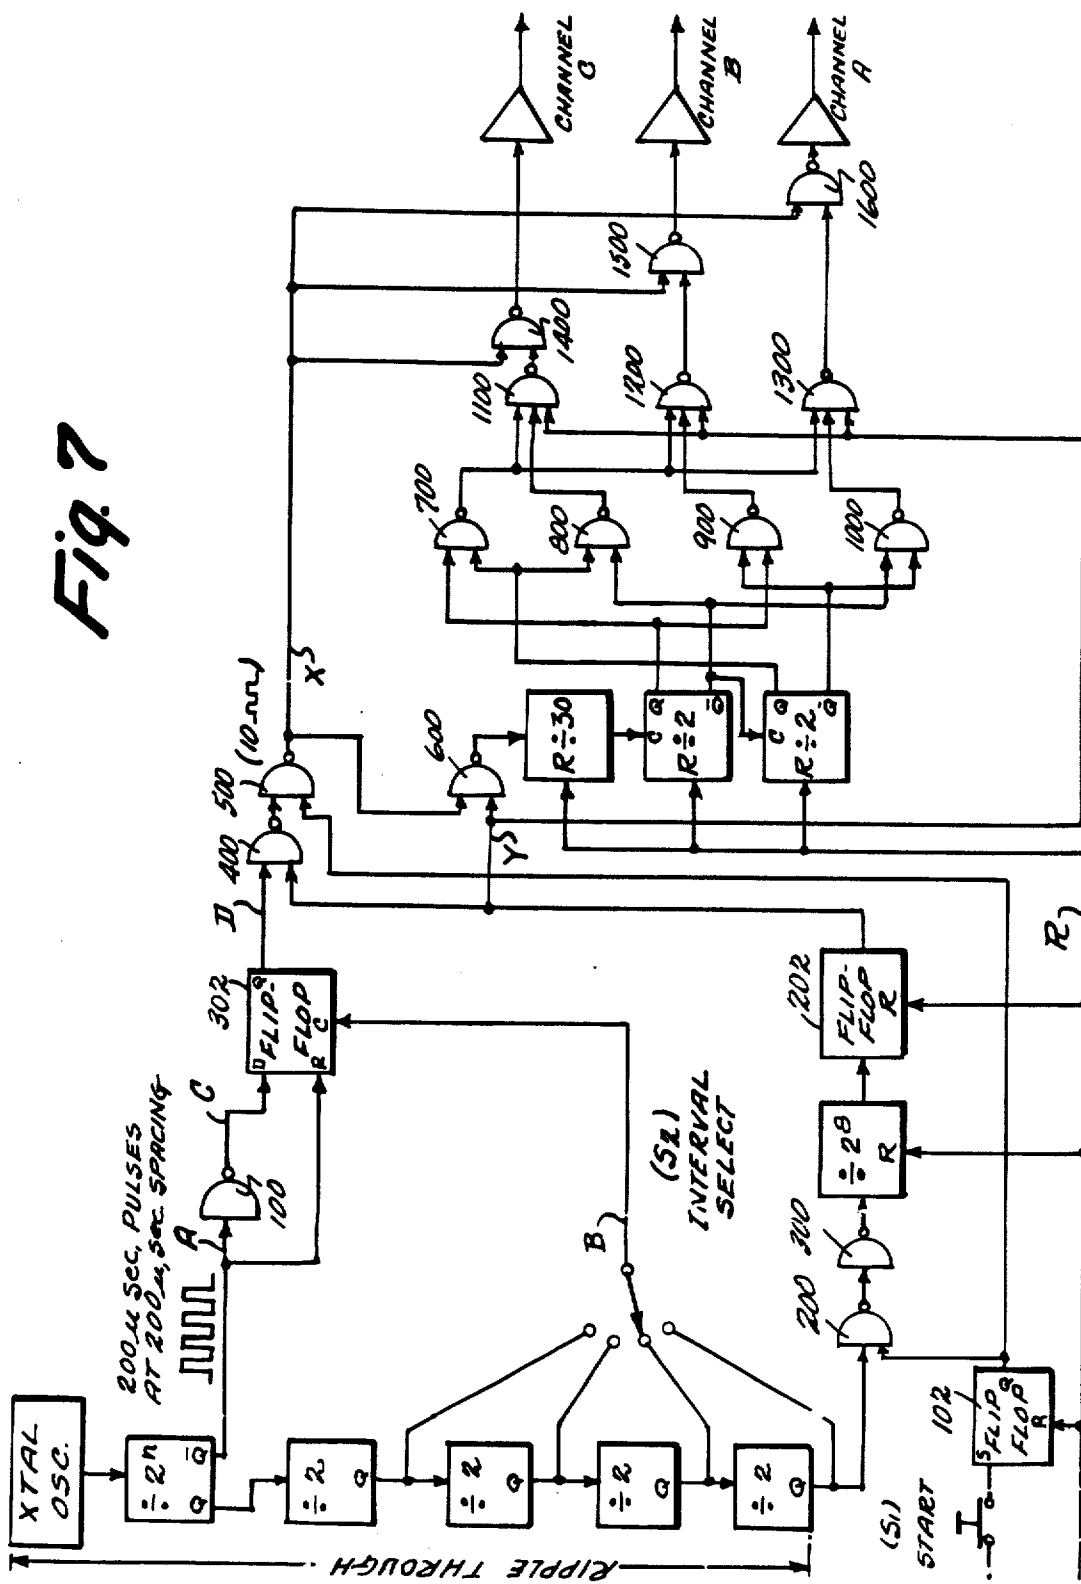 Fig. 7
XTAL
OSC.
÷ 2ⁿ
Q
Q̅
÷ 2
Q
÷ 2
Q
÷ 2
Q
÷ 2
Q
RIPPLE THROUGH
200 μ SEC. PULSES
AT 200 μ, SEC. SPACING
A
100
C
302
D
Q
FLIP-
FLOP
R
C
D
400
500
(10 ms)
X
B
(S2)
INTERVAL
SELECT
(S1)
START
102
S
Q
FLIP
FLOP
R
200
300
÷ 2⁸
R
202
FLIP-
FLOP
R
R
Y
600
R÷30
C
Q
R÷2
Q̅
C
Q
R÷2
Q̅
700
800
900
1000
1100
1200
1300
1400
1500
1600
CHANNEL
C
CHANNEL
B
CHANNEL
A